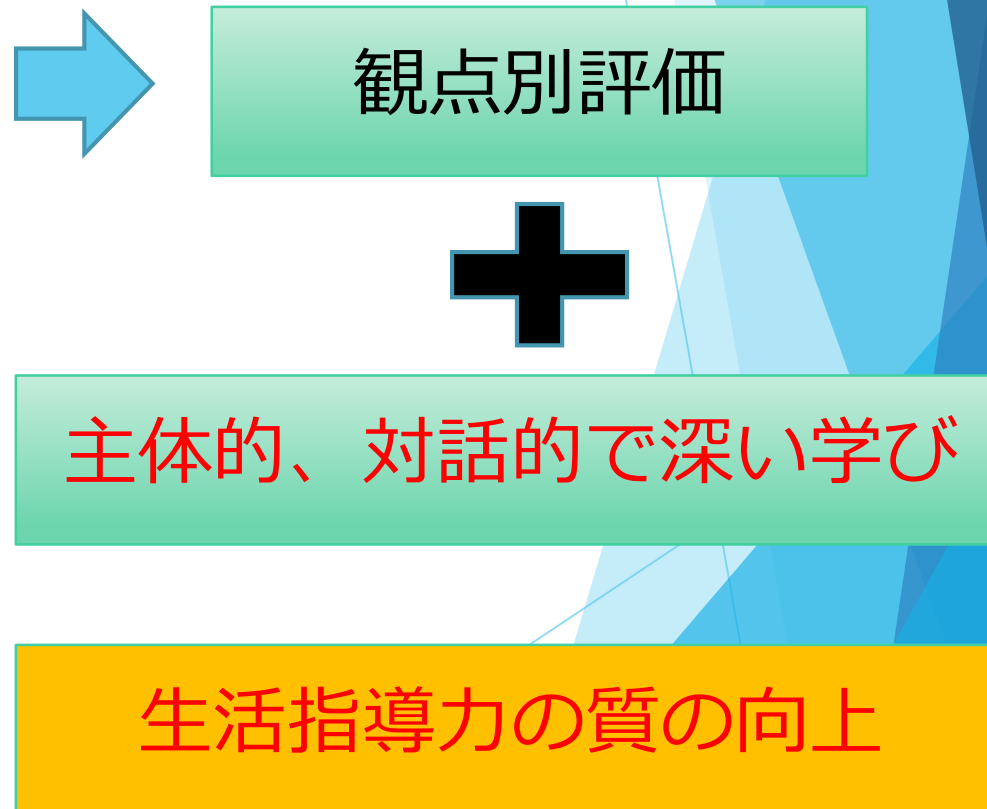 観点別評価
主体的、対話的で深い学び
生活指導力の質の向上